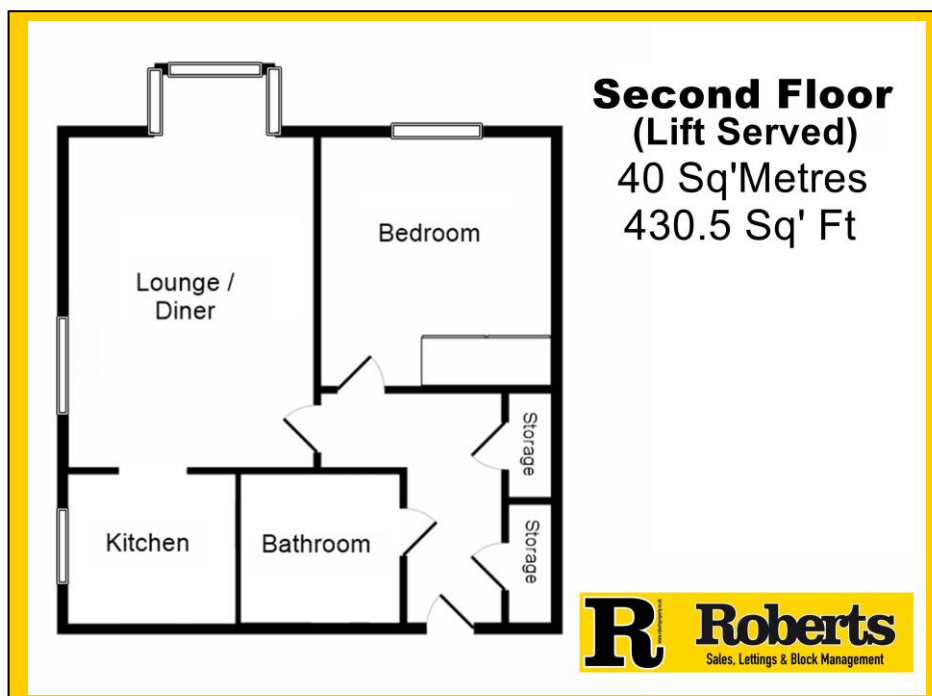 Second Floor
(Lift Served)
40 Sq'Metres
430.5 Sq' Ft
Bedroom
Lounge /
Diner
Storage
Kitchen
Bathroom
Storage
R
Roberts
Sales, Lettings & Block Management